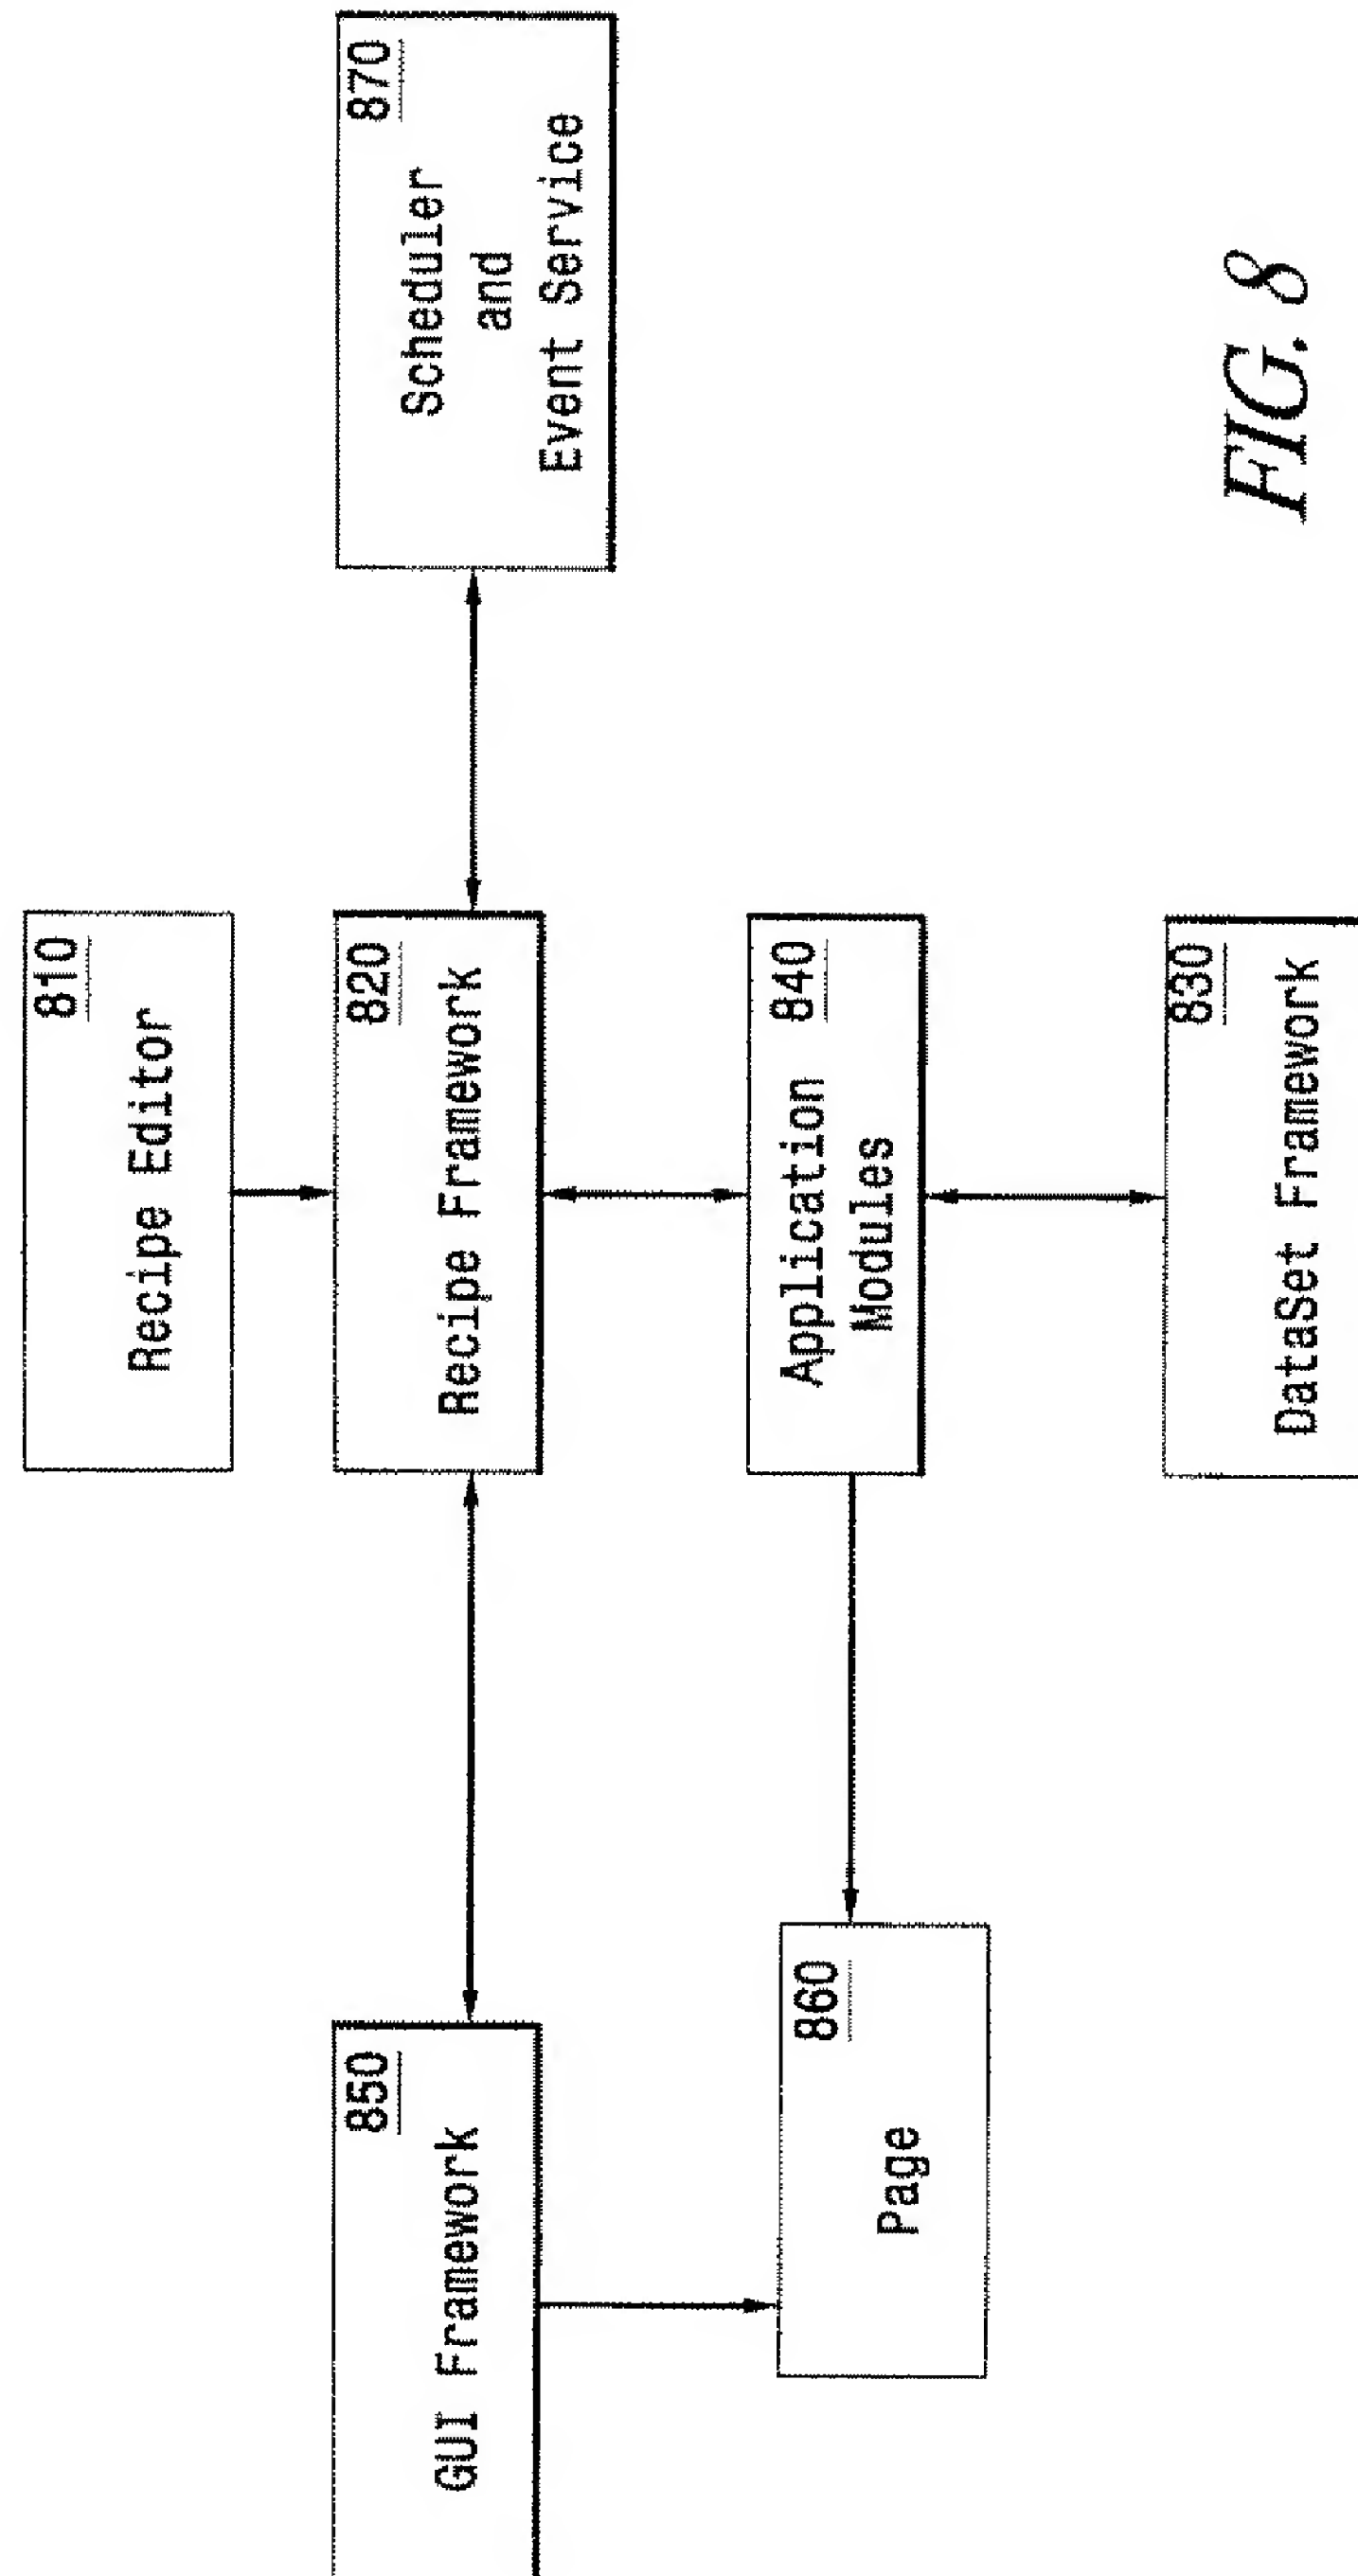 810
Recipe Editor
850
GUI Framework
820
Recipe Framework
870
Scheduler
and
Event Service
860
Page
840
Application
Modules
830
DataSet Framework
FIG. 8